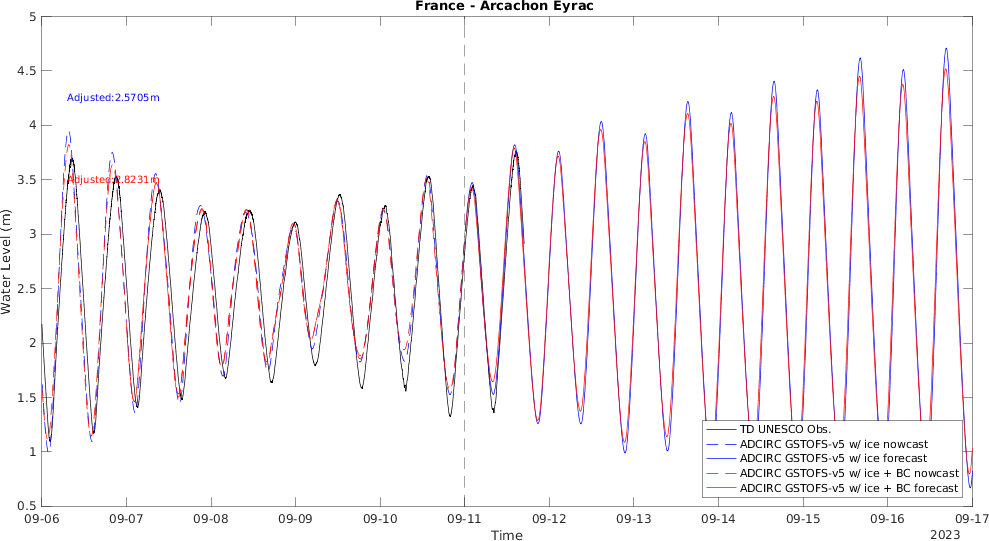 France - Arcachon Eyrac
Water Level (m)
5
4.5
4
3.5
3
2.5
2
1.5
1
0.5
Adjusted:2.5705m
Adjusted:2.8231m
TD UNESCO Obs.
ADCIRC GSTOFS-v5 w/ ice nowcast
ADCIRC GSTOFS-v5 w/ ice forecast
ADCIRC GSTOFS-v5 w/ ice + BC nowcast
ADCIRC GSTOFS-v5 w/ ice + BC forecast
09-06 09-07 09-08 09-09 09-10 09-11 09-12 09-13 09-14 09-15 09-16 09-17
Time
2023